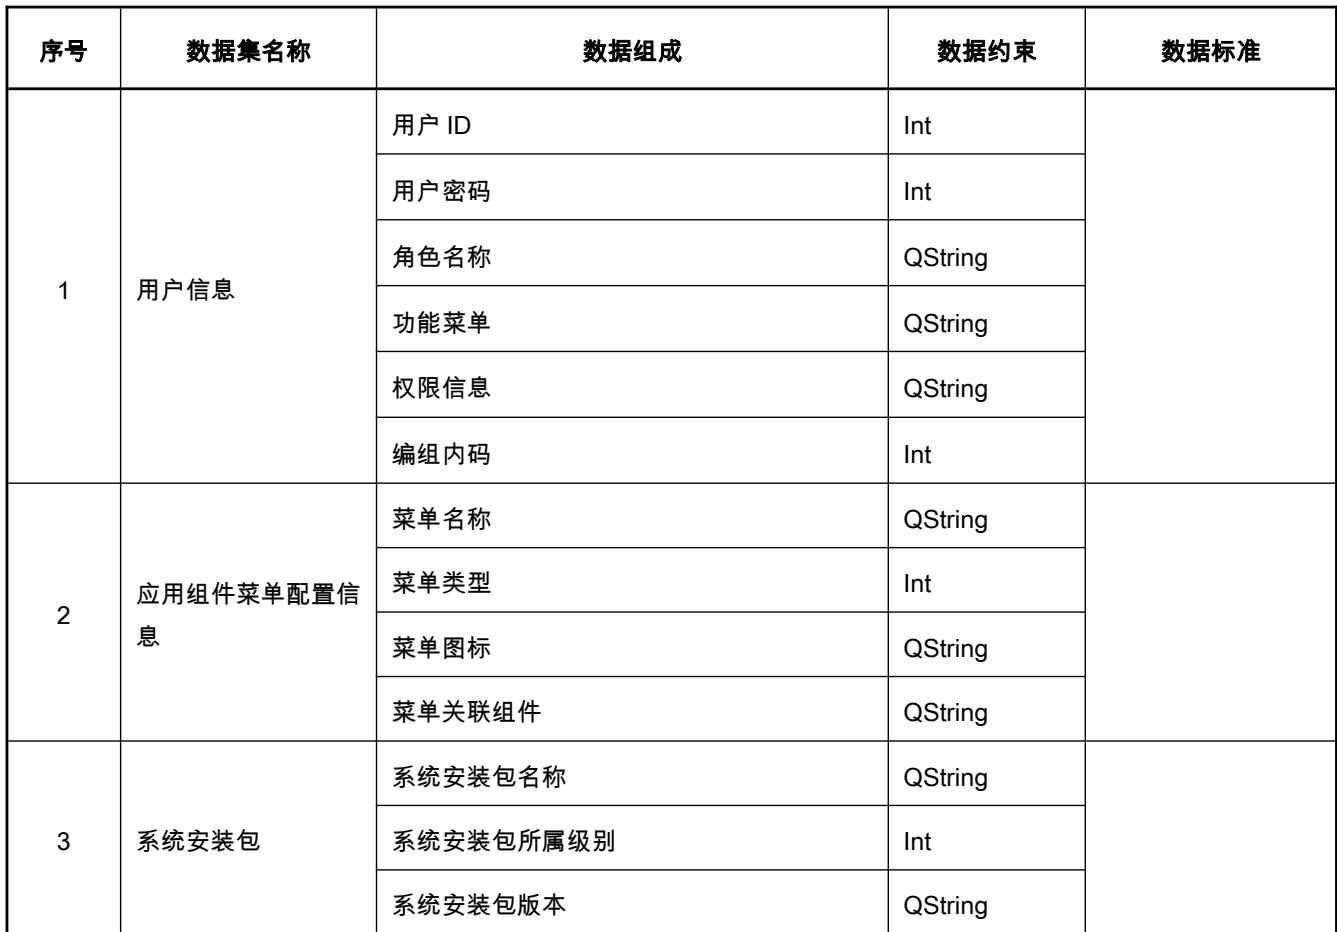 序号 数据集名称 数据组成 数据约束 数据标准
用户 ID Int
用户密码 Int
角色名称 QString
1 用户信息
功能菜单 QString
权限信息 QString
编组内码 Int
菜单名称 QString
菜单类型 Int
2 应用组件菜单配置信
息
菜单图标 QString
菜单关联组件 QString
系统安装包名称 QString
3 系统安装包 系统安装包所属级别 Int
系统安装包版本 QString